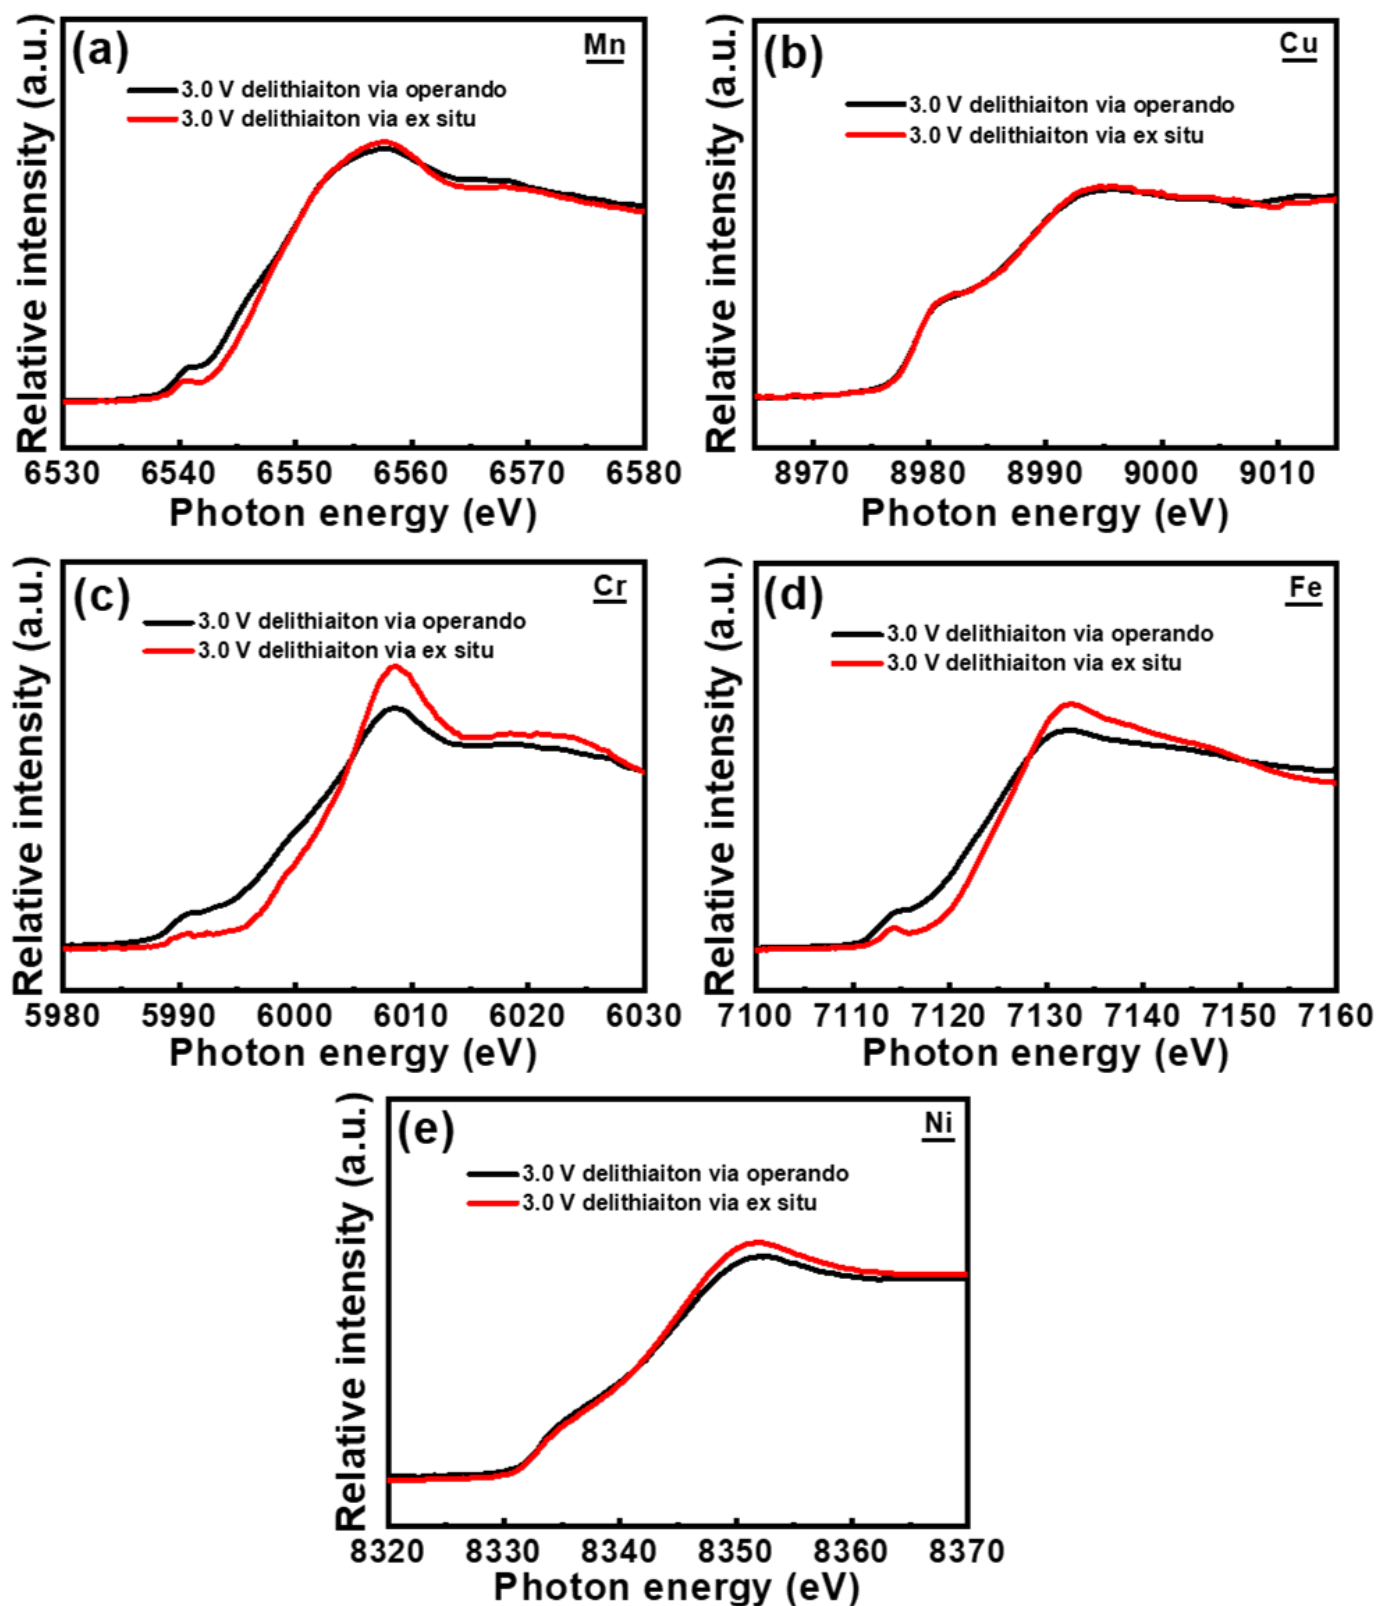 (a)
Mn
3.0 V delithiaiton via operando
3.0 V delithiaiton via ex situ
Relative intensity (a.u.)
6530 6540 6550 6560 6570 6580
Photon energy (eV)
(b)
Cu
3.0 V delithiaiton via operando
3.0 V delithiaiton via ex situ
Relative intensity (a.u.)
8970 8980 8990 9000 9010
Photon energy (eV)
(c)
Cr
3.0 V delithiaiton via operando
3.0 V delithiaiton via ex situ
Relative intensity (a.u.)
5980 5990 6000 6010 6020 6030
Photon energy (eV)
(d)
Fe
3.0 V delithiaiton via operando
3.0 V delithiaiton via ex situ
Relative intensity (a.u.)
7100 7110 7120 7130 7140 7150 7160
Photon energy (eV)
(e)
Ni
3.0 V delithiaiton via operando
3.0 V delithiaiton via ex situ
Relative intensity (a.u.)
8320 8330 8340 8350 8360 8370
Photon energy (eV)